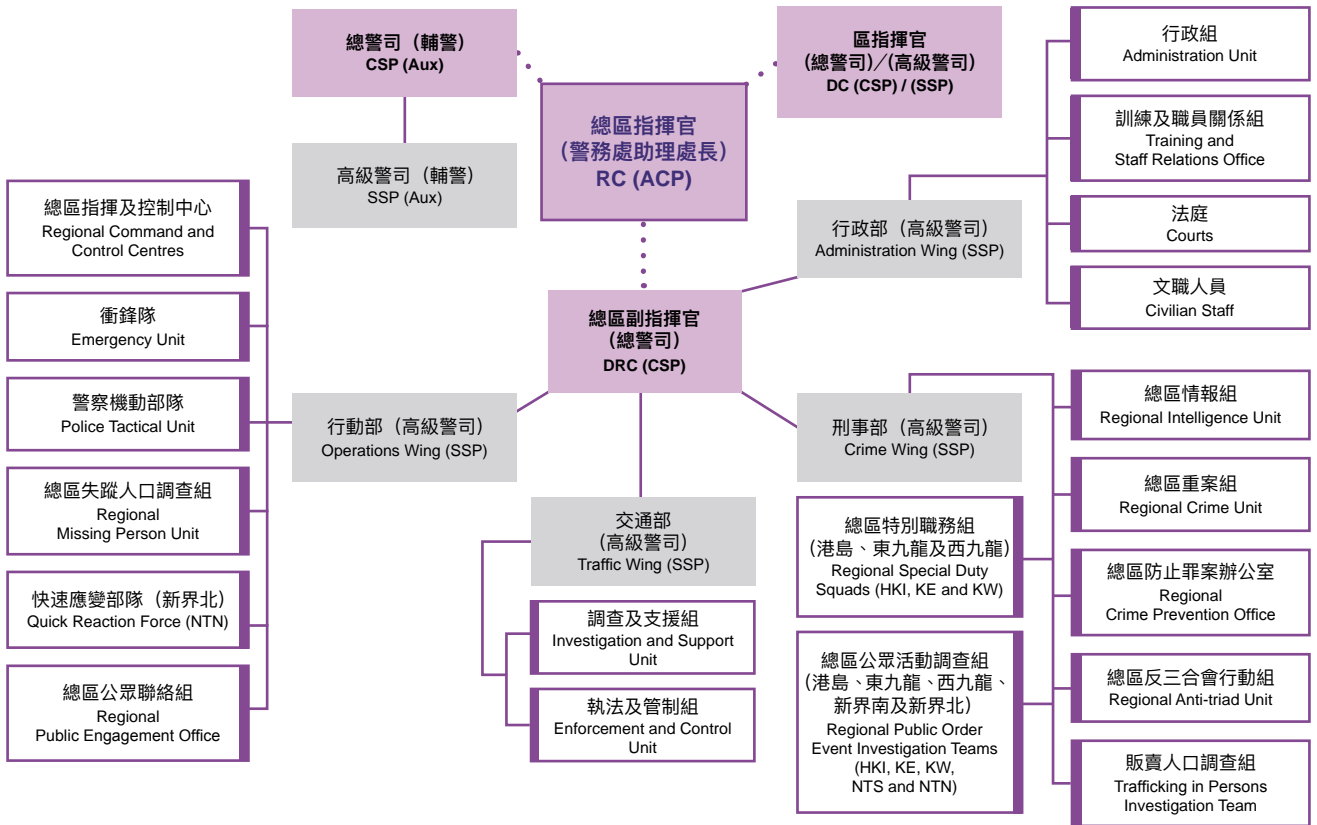 總警司（輔警）
CSP (Aux)
高級警司（輔警）
SSP (Aux)
總區指揮官
（警務處助理處長）
RC (ACP)
區指揮官
（總警司）／（高級警司）
DC (CSP) / (SSP)
總區副指揮官
（總警司）
DRC (CSP)
行政部（高級警司）
Administration Wing (SSP)
行政組
Administration Unit
訓練及職員關係組
Training and
Staff Relations Office
法庭
Courts
文職人員
Civilian Staff
行動部（高級警司）
Operations Wing (SSP)
總區指揮及控制中心
Regional Command and
Control Centres
衝鋒隊
Emergency Unit
警察機動部隊
Police Tactical Unit
總區失蹤人口調查組
Regional
Missing Person Unit
快速應變部隊（新界北）
Quick Reaction Force (NTN)
總區公眾聯絡組
Regional
Public Engagement Office
交通部
（高級警司）
Traffic Wing (SSP)
調查及支援組
Investigation and Support
Unit
執法及管制組
Enforcement and Control
Unit
刑事部（高級警司）
Crime Wing (SSP)
總區特別職務組
（港島、東九龍及西九龍）
Regional Special Duty
Squads (HKI, KE and KW)
總區公眾活動調查組
（港島、東九龍、西九龍、
新界南及新界北）
Regional Public Order
Event Investigation Teams
(HKI, KE, KW,
NTS and NTN)
總區情報組
Regional Intelligence Unit
總區重案組
Regional Crime Unit
總區防止罪案辦公室
Regional
Crime Prevention Office
總區反三合會行動組
Regional Anti-triad Unit
販賣人口調查組
Trafficking in Persons
Investigation Team